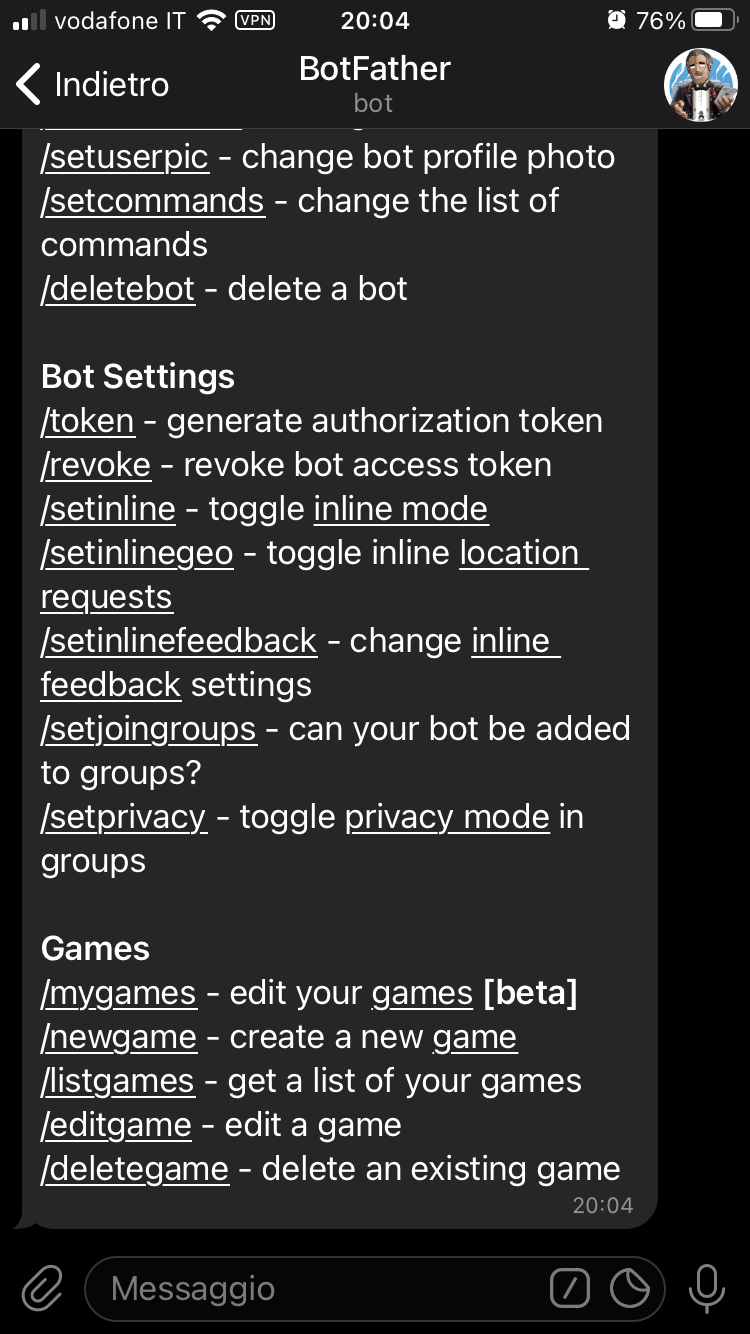 vodafone IT VPN 20:04 76%
Indietro BotFather
bot
/setuserpic - change bot profile photo
/setcommands - change the list of
commands
/deletebot - delete a bot
Bot Settings
/token - generate authorization token
/revoke - revoke bot access token
/setinline - toggle inline mode
/setinlinegeo - toggle inline location
requests
/setinlinefeedback - change inline
feedback settings
/setjoingroups - can your bot be added
to groups?
/setprivacy - toggle privacy mode in
groups
Games
/mygames - edit your games [beta]
/newgame - create a new game
/listgames - get a list of your games
/editgame - edit a game
/deletegame - delete an existing game
20:04
Messaggio